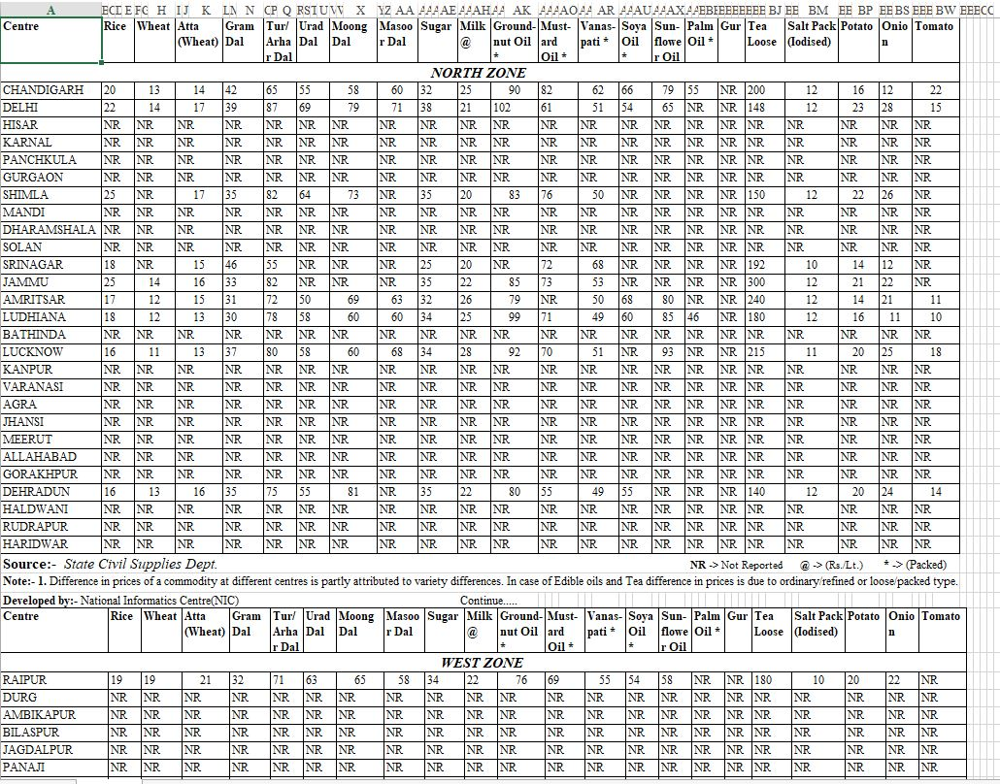 A BCDEFG H IJ K LM N OP Q RSTUVW X YZ AA AK AR BJ BM BP BS BW
Centre Rice Wheat Atta (Wheat) Gram Dal Tur/ Arha r Dal Urad Dal Moong Dal Masoo r Dal Sugar Milk @ Ground- nut Oil * Must- ard Oil * Vanas- pati * Soya Oil * Sun- flowe r Oil Palm Oil * Gur Tea Loose Salt Pack (Iodised) Potato Onio n Tomato
NORTH ZONE
CHANDIGARH 20 13 14 42 65 55 58 60 32 25 90 82 62 66 79 55 NR 200 12 16 12 22
DELHI 22 14 17 39 87 69 79 71 38 21 102 61 51 54 65 NR NR 148 12 23 28 15
HISAR NR NR NR NR NR NR NR NR NR NR NR NR NR NR NR NR NR NR NR NR NR NR
KARNAL NR NR NR NR NR NR NR NR NR NR NR NR NR NR NR NR NR NR NR NR NR NR
PANCHKULA NR NR NR NR NR NR NR NR NR NR NR NR NR NR NR NR NR NR NR NR NR NR
GURGAON NR NR NR NR NR NR NR NR NR NR NR NR NR NR NR NR NR NR NR NR NR NR
SHIMLA 25 NR 17 35 82 64 73 NR 35 20 83 76 50 NR NR NR NR 150 12 22 26 NR
MANDI NR NR NR NR NR NR NR NR NR NR NR NR NR NR NR NR NR NR NR NR NR NR
DHARAMSHALA NR NR NR NR NR NR NR NR NR NR NR NR NR NR NR NR NR NR NR NR NR NR
SOLAN NR NR NR NR NR NR NR NR NR NR NR NR NR NR NR NR NR NR NR NR NR NR
SRINAGAR 18 NR 15 46 55 NR NR NR 25 20 NR 72 68 NR NR NR NR 192 10 14 12 NR
JAMMU 25 14 16 33 82 NR NR NR 35 22 85 73 53 NR NR NR NR 300 12 21 22 NR
AMRITSAR 17 12 15 31 72 50 69 63 32 26 79 NR 50 68 80 NR NR 240 12 14 21 11
LUDHIANA 18 12 13 30 78 58 60 60 34 25 99 71 49 60 85 46 NR 180 12 16 11 10
BATHINDA NR NR NR NR NR NR NR NR NR NR NR NR NR NR NR NR NR NR NR NR NR NR
LUCKNOW 16 11 13 37 80 58 60 68 34 28 92 70 51 NR 93 NR NR 215 11 20 25 18
KANPUR NR NR NR NR NR NR NR NR NR NR NR NR NR NR NR NR NR NR NR NR NR NR
VARANASI NR NR NR NR NR NR NR NR NR NR NR NR NR NR NR NR NR NR NR NR NR NR
AGRA NR NR NR NR NR NR NR NR NR NR NR NR NR NR NR NR NR NR NR NR NR NR
JHANSI NR NR NR NR NR NR NR NR NR NR NR NR NR NR NR NR NR NR NR NR NR NR
MEERUT NR NR NR NR NR NR NR NR NR NR NR NR NR NR NR NR NR NR NR NR NR NR
ALLAHABAD NR NR NR NR NR NR NR NR NR NR NR NR NR NR NR NR NR NR NR NR NR NR
GORAKHPUR NR NR NR NR NR NR NR NR NR NR NR NR NR NR NR NR NR NR NR NR NR NR
DEHRADUN 16 13 16 35 75 55 81 NR 35 22 80 55 49 55 NR NR NR 140 12 20 24 14
HALDWANI NR NR NR NR NR NR NR NR NR NR NR NR NR NR NR NR NR NR NR NR NR NR
RUDRAPUR NR NR NR NR NR NR NR NR NR NR NR NR NR NR NR NR NR NR NR NR NR NR
HARIDWAR NR NR NR NR NR NR NR NR NR NR NR NR NR NR NR NR NR NR NR NR NR NR
Source:- State Civil Supplies Dept. NR -> Not Reported @ -> (Rs./Lt.) * -> (Packed)
Note:- 1. Difference in prices of a commodity at different centres is partly attributed to variety differences. In case of Edible oils and Tea difference in prices is due to ordinary/refined or loose/packed type.
Developed by:- National Informatics Centre(NIC) Continue.....
Centre Rice Wheat Atta (Wheat) Gram Dal Tur/ Arha r Dal Urad Dal Moong Dal Masoo r Dal Sugar Milk @ Ground- nut Oil * Must- ard Oil * Vanas- pati * Soya Oil * Sun- flowe r Oil Palm Oil * Gur Tea Loose Salt Pack (Iodised) Potato Onio n Tomato
WEST ZONE
RAIPUR 19 19 21 32 71 63 65 58 34 22 76 69 55 54 58 NR NR 180 10 20 22 NR
DURG NR NR NR NR NR NR NR NR NR NR NR NR NR NR NR NR NR NR NR NR NR NR
AMBIKAPUR NR NR NR NR NR NR NR NR NR NR NR NR NR NR NR NR NR NR NR NR NR NR
BILASPUR NR NR NR NR NR NR NR NR NR NR NR NR NR NR NR NR NR NR NR NR NR NR
JAGDALPUR NR NR NR NR NR NR NR NR NR NR NR NR NR NR NR NR NR NR NR NR NR NR
PANAJI NR NR NR NR NR NR NR NR NR NR NR NR NR NR NR NR NR NR NR NR NR NR